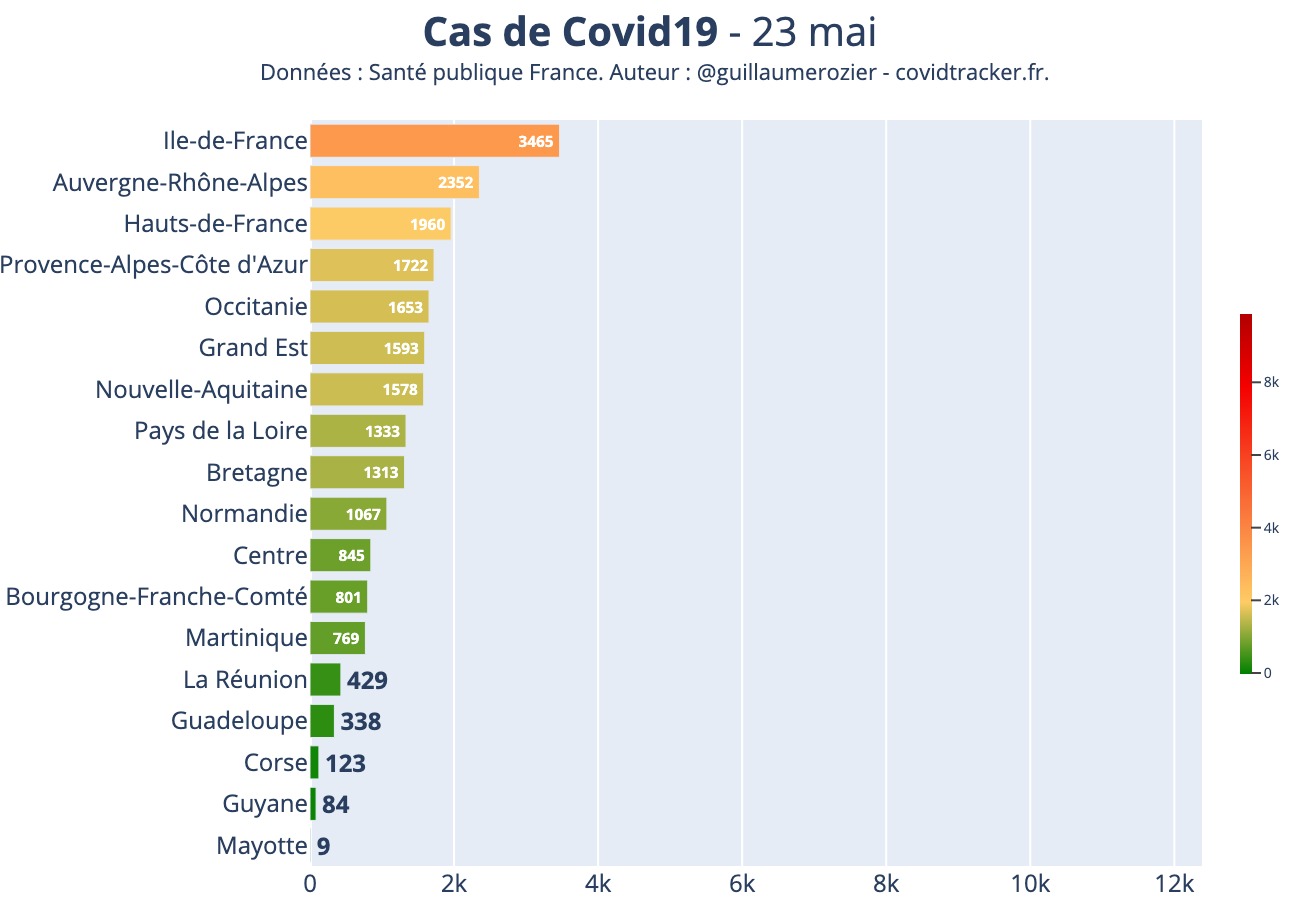 Cas de Covid19 - 23 mai
Données : Santé publique France. Auteur : @guillaumerozier - covidtracker.fr.
Ile-de-France 3465
Auvergne-Rhône-Alpes 2352
Hauts-de-France 1960
Provence-Alpes-Côte d'Azur 1722
Occitanie 1653
Grand Est 1593
Nouvelle-Aquitaine 1578
Pays de la Loire 1333
Bretagne 1313
Normandie 1067
Centre 845
Bourgogne-Franche-Comté 801
Martinique 769
La Réunion 429
Guadeloupe 338
Corse 123
Guyane 84
Mayotte 9
0 2k 4k 6k 8k 10k 12k
8k
6k
4k
2k
0